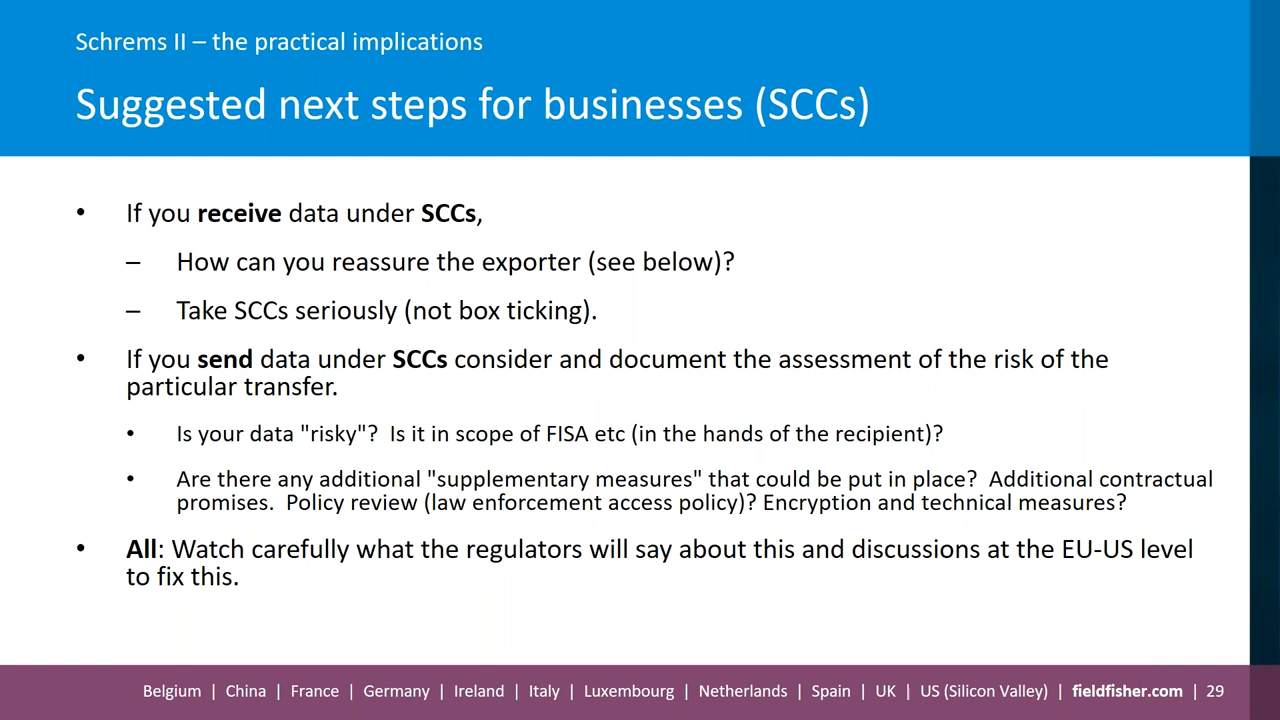 Schrems II – the practical implications
Suggested next steps for businesses (SCCs)
• If you receive data under SCCs,
– How can you reassure the exporter (see below)?
– Take SCCs seriously (not box ticking).
• If you send data under SCCs consider and document the assessment of the risk of the
particular transfer.
• Is your data "risky"?  Is it in scope of FISA etc (in the hands of the recipient)?
• Are there any additional "supplementary measures" that could be put in place?  Additional contractual
promises.  Policy review (law enforcement access policy)? Encryption and technical measures?
• All: Watch carefully what the regulators will say about this and discussions at the EU-US level
to fix this.
Belgium | China | France | Germany | Ireland | Italy | Luxembourg | Netherlands | Spain | UK | US (Silicon Valley) | fieldfisher.com | 29